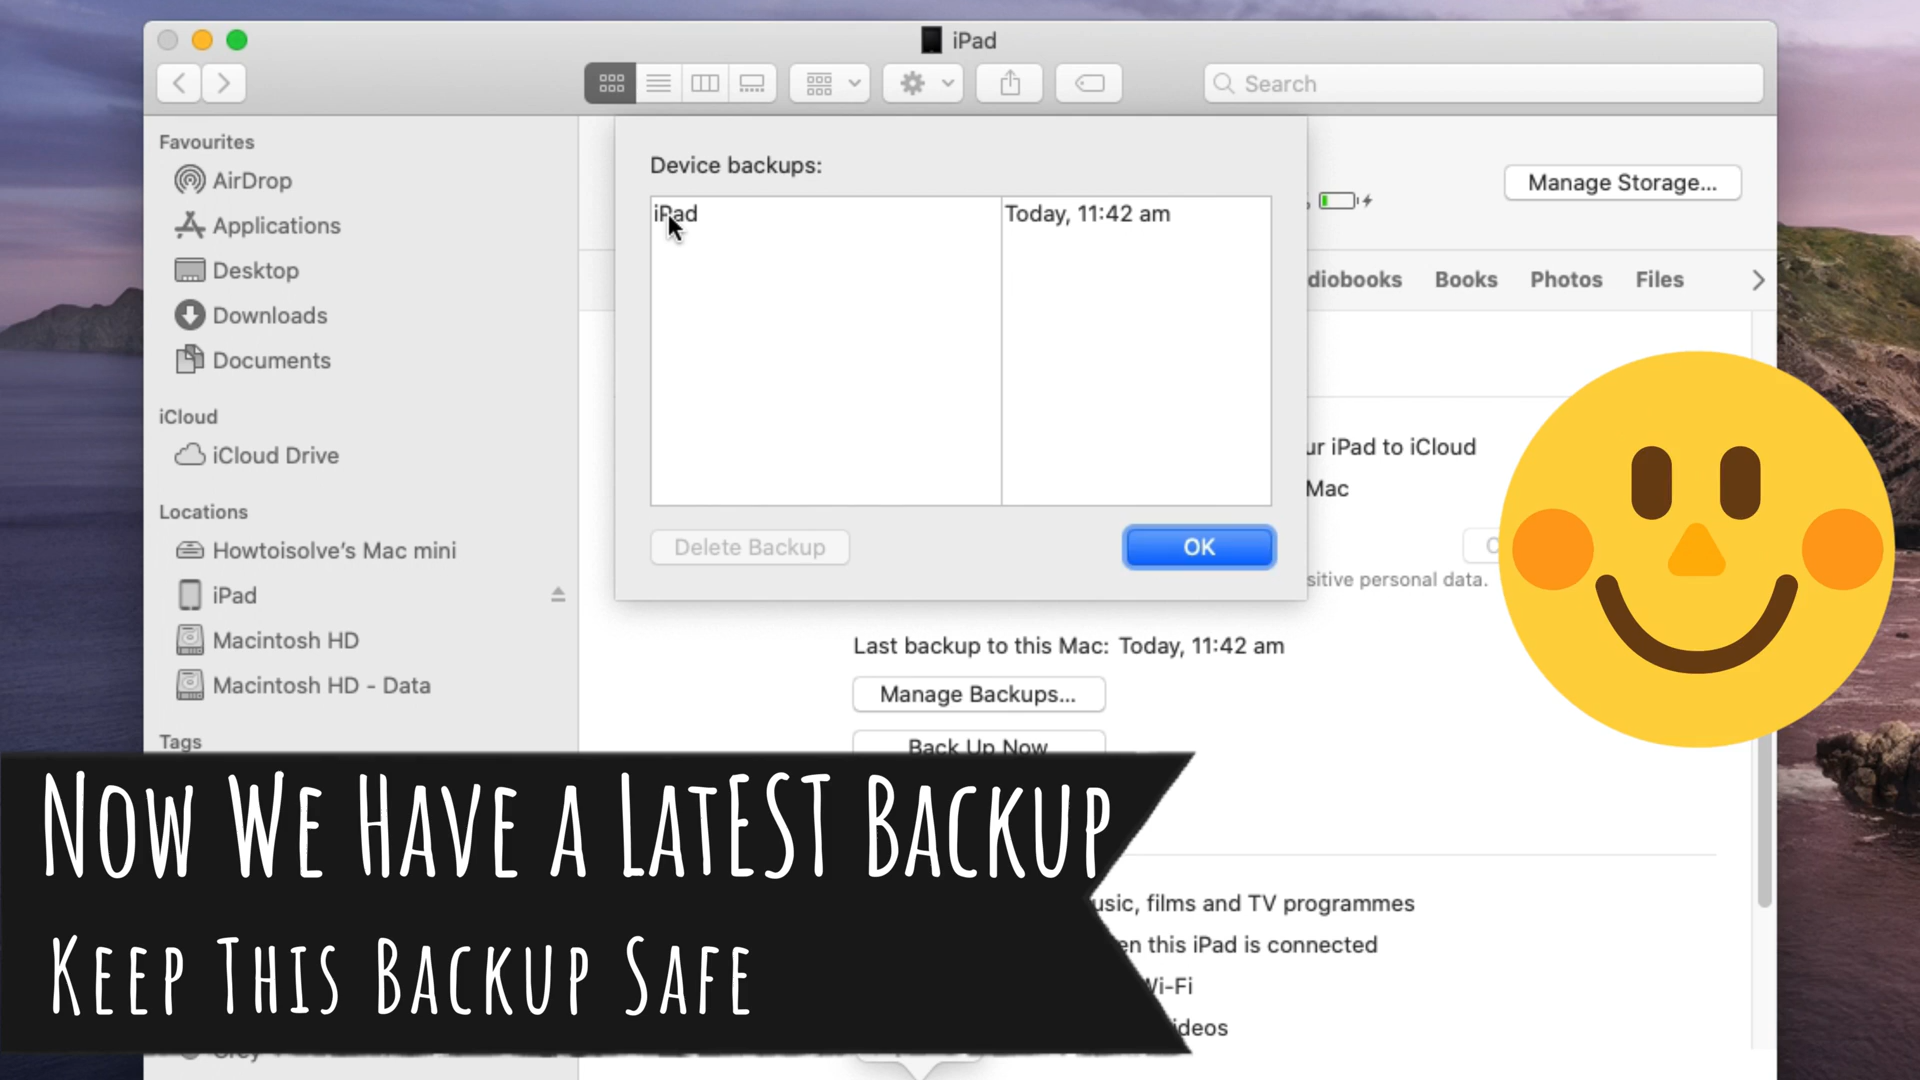 iPad
Search
Favourites
AirDrop
Applications
Desktop
Downloads
Documents
iCloud
iCloud Drive
Locations
Howtoisolve's Mac mini
iPad
Macintosh HD
Macintosh HD - Data
Tags
Device backups:
iPad Today, 11:42 am
Delete Backup OK
Manage Storage...
diobooks Books Photos Files
ur iPad to iCloud
Mac
sitive personal data.
Last backup to this Mac: Today, 11:42 am
Manage Backups...
Back Up Now
Now We Have a Latest Backup
Keep This Backup Safe
usic, films and TV programmes
en this iPad is connected
Wi-Fi
ideos